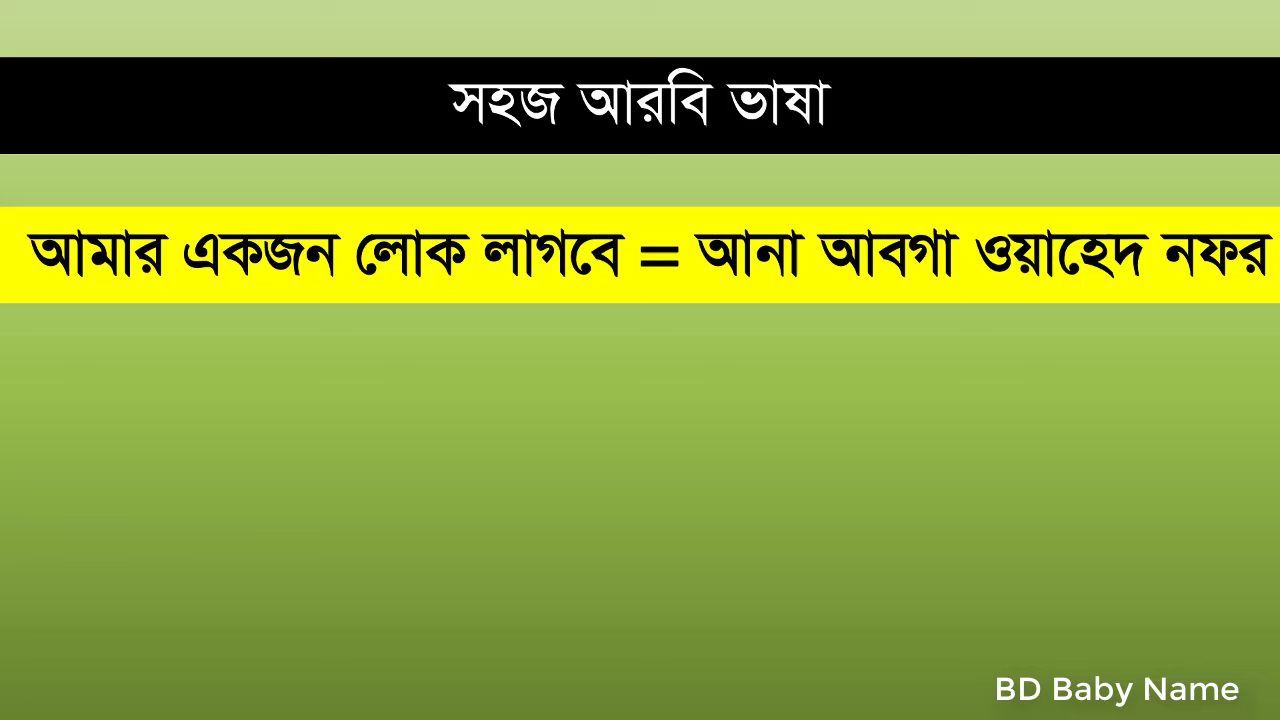 সহজ আরবি ভাষা
আমার একজন লোক লাগবে = আনা আবগা ওয়াহেদ নফর
BD Baby Name